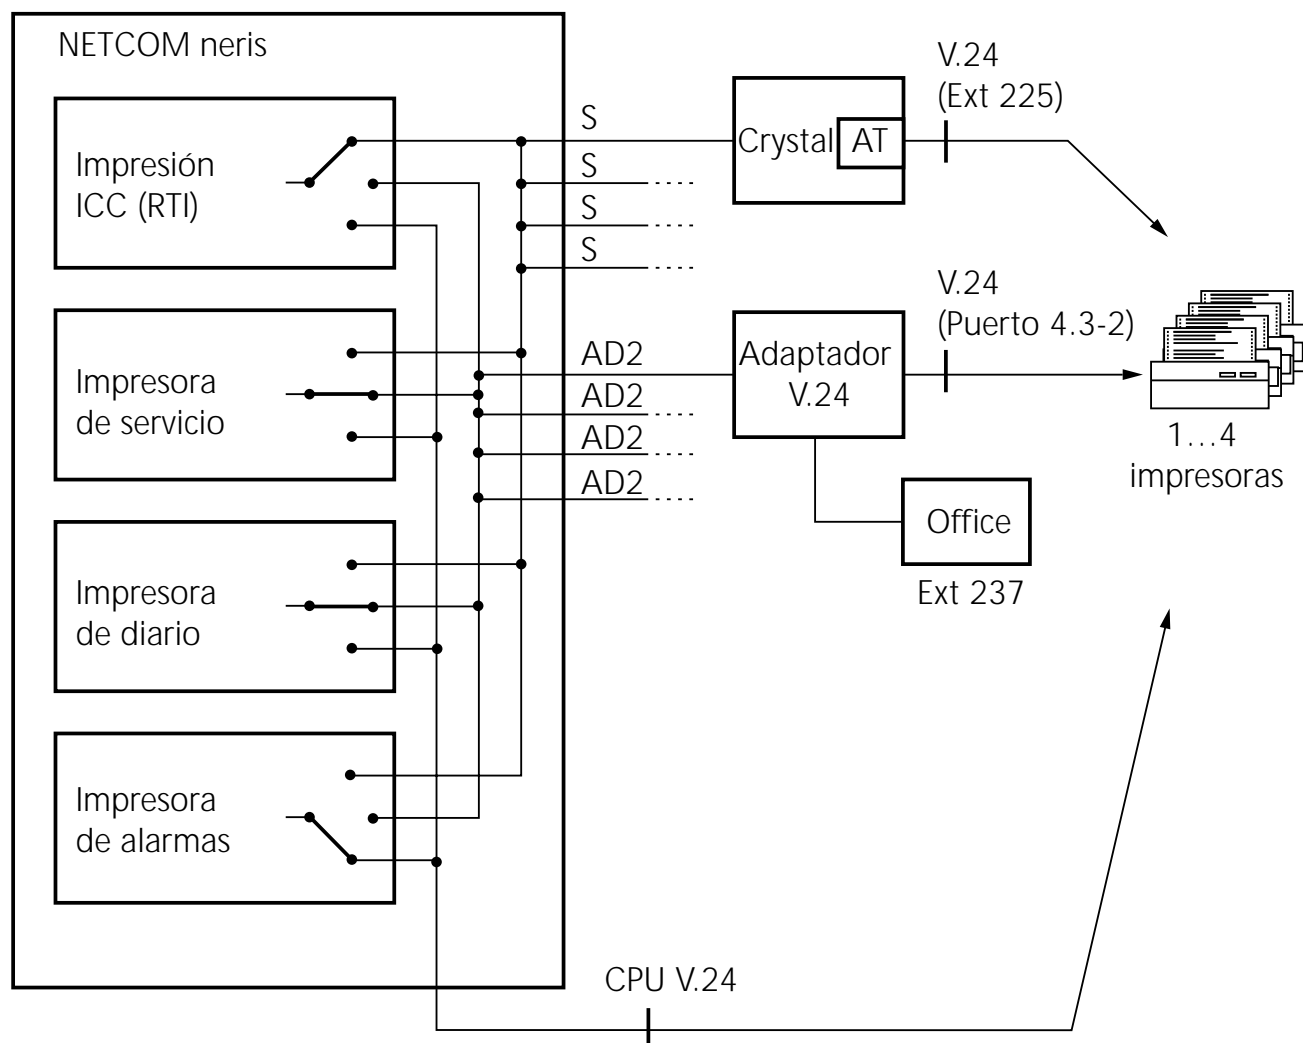 NETCOM neris
Impresión
ICC (RTI)
Impresora
de servicio
Impresora
de diario
Impresora
de alarmas
S
S
S
S
AD2
AD2
AD2
AD2
Crystal
AT
V.24
(Ext 225)
Adaptador
V.24
V.24
(Puerto 4.3-2)
Office
Ext 237
1...4
impresoras
CPU V.24